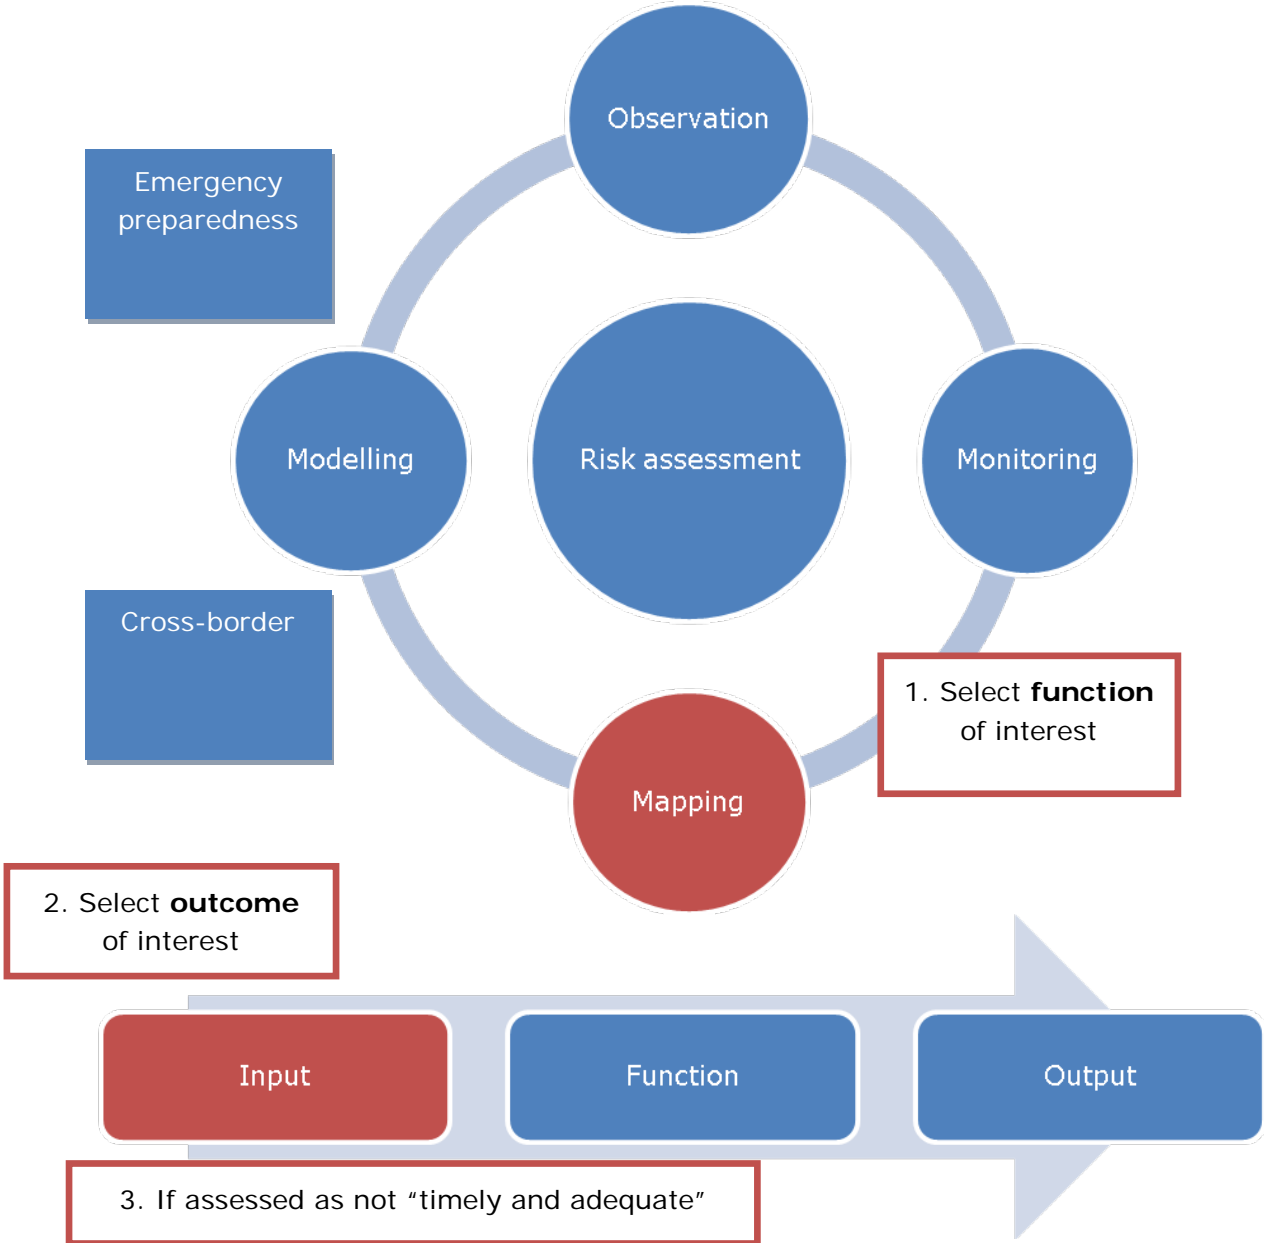 Observation
Emergency
preparedness
Modelling
Risk assessment
Monitoring
Cross-border
1. Select function
of interest
Mapping
2. Select outcome
of interest
Input
Function
Output
3. If assessed as not “timely and adequate”